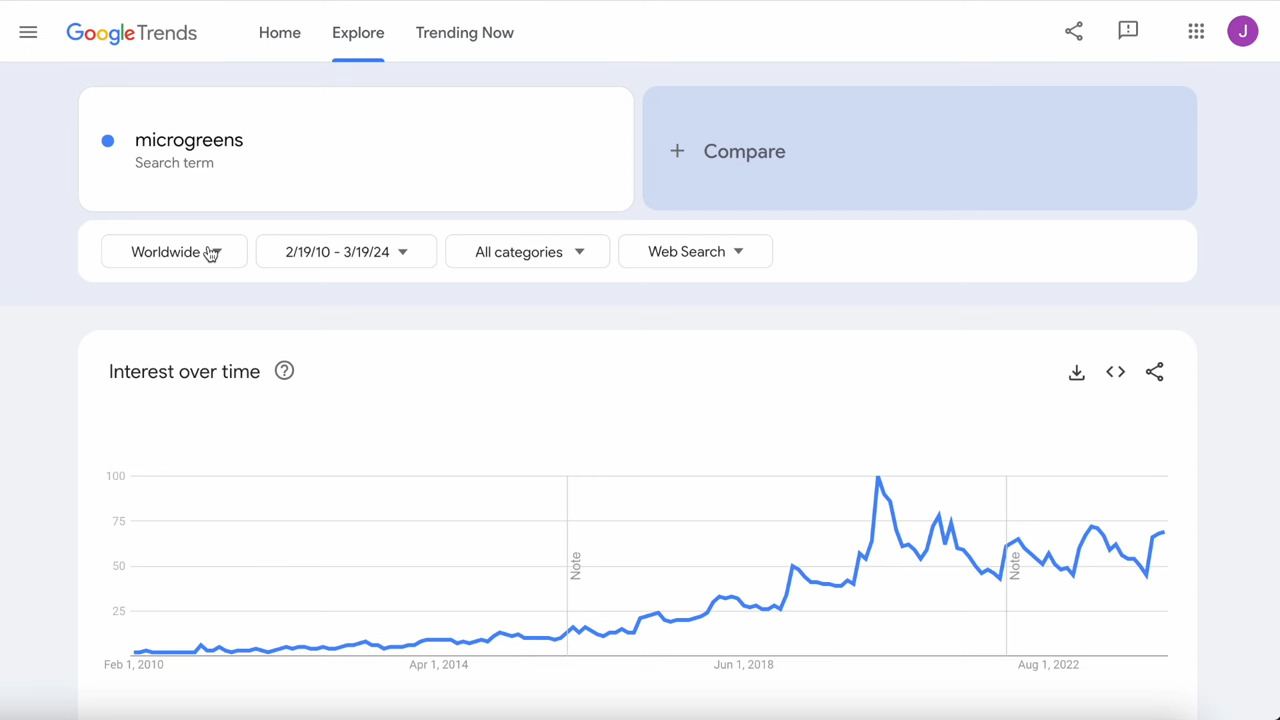 Google Trends
Home
Explore
Trending Now
J
microgreens
Search term
+ Compare
Worldwide
2/19/10 - 3/19/24
All categories
Web Search
Interest over time
100
75
50
25
Note
Note
Feb 1, 2010
Apr 1, 2014
Jun 1, 2018
Aug 1, 2022